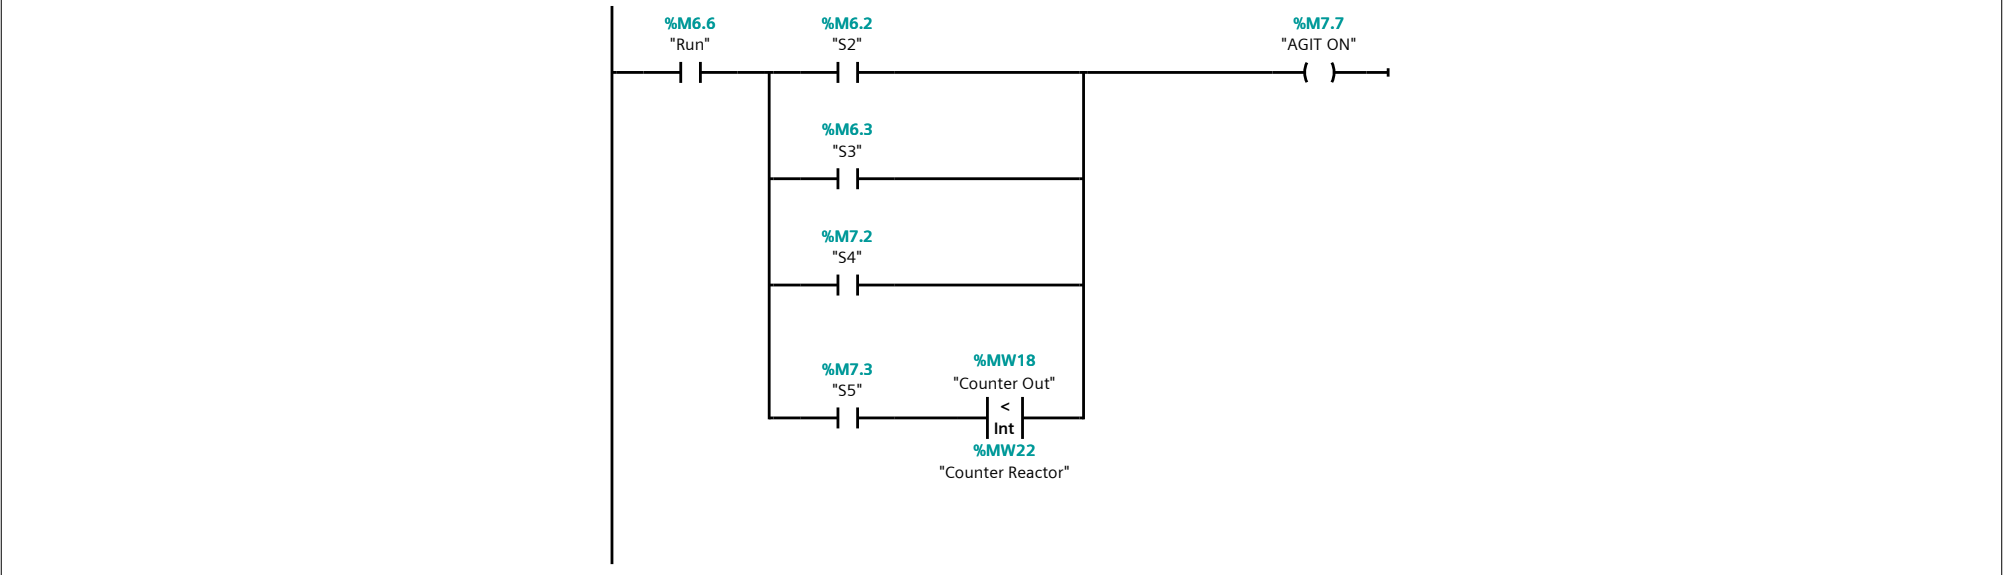 %M6.6
"Run"
%M6.2
"S2"
%M7.7
"AGIT ON"
%M6.3
"S3"
%M7.2
"S4"
%M7.3
"S5"
%MW18
"Counter Out"
<
Int
%MW22
"Counter Reactor"